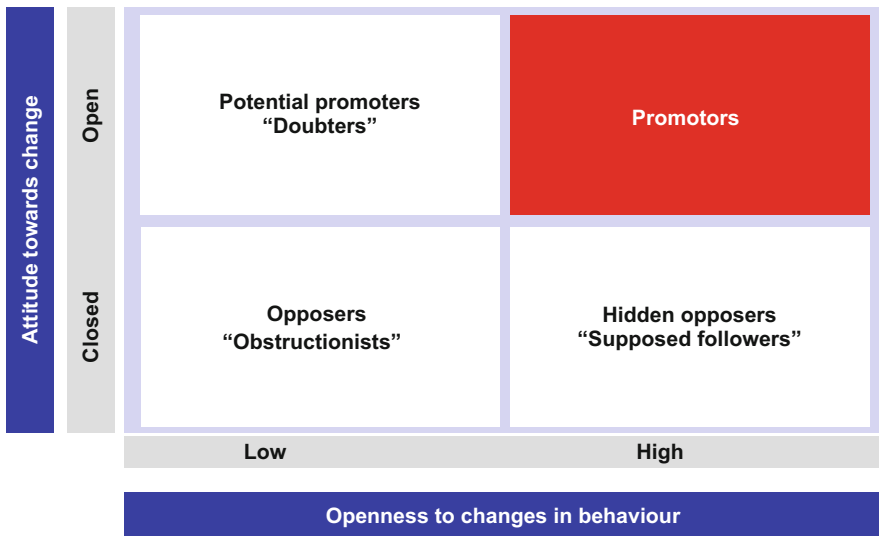 Attitude towards change
Open
Closed
Potential promoters
“Doubters”
Promotors
Opposers
“Obstructionists”
Hidden opposers
“Supposed followers”
Low
High
Openness to changes in behaviour